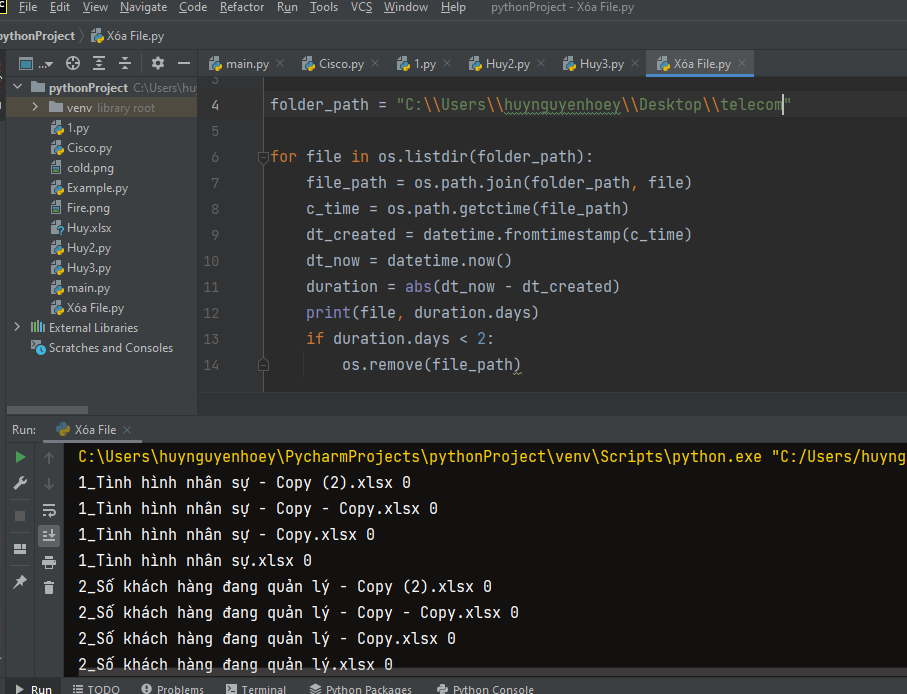 File Edit View Navigate Code Refactor Run Tools VCS Window Help pythonProject - Xóa File.py
pythonProject Xóa File.py
main.py Cisco.py 1.py Huy2.py Huy3.py Xóa File.py
pythonProject C:\Users\hu
venv library root
1.py
Cisco.py
cold.png
Example.py
Fire.png
Huy.xlsx
Huy2.py
Huy3.py
main.py
Xóa File.py
External Libraries
Scratches and Consoles
3
4 folder_path = "C:\\Users\\huynguyenhoey\\Desktop\\telecom"
5
6 for file in os.listdir(folder_path):
7 file_path = os.path.join(folder_path, file)
8 c_time = os.path.getctime(file_path)
9 dt_created = datetime.fromtimestamp(c_time)
10 dt_now = datetime.now()
11 duration = abs(dt_now - dt_created)
12 print(file, duration.days)
13 if duration.days < 2:
14 os.remove(file_path)
Run: Xóa File
C:\Users\huynguyenhoey\PycharmProjects\pythonProject\venv\Scripts\python.exe "C:/Users/huyng
1_Tình hình nhân sự - Copy (2).xlsx 0
1_Tình hình nhân sự - Copy - Copy.xlsx 0
1_Tình hình nhân sự - Copy.xlsx 0
1_Tình hình nhân sự.xlsx 0
2_Số khách hàng đang quản lý - Copy (2).xlsx 0
2_Số khách hàng đang quản lý - Copy - Copy.xlsx 0
2_Số khách hàng đang quản lý - Copy.xlsx 0
2_Số khách hàng đang quản lý.xlsx 0
Run TODO Problems Terminal Python Packages Python Console